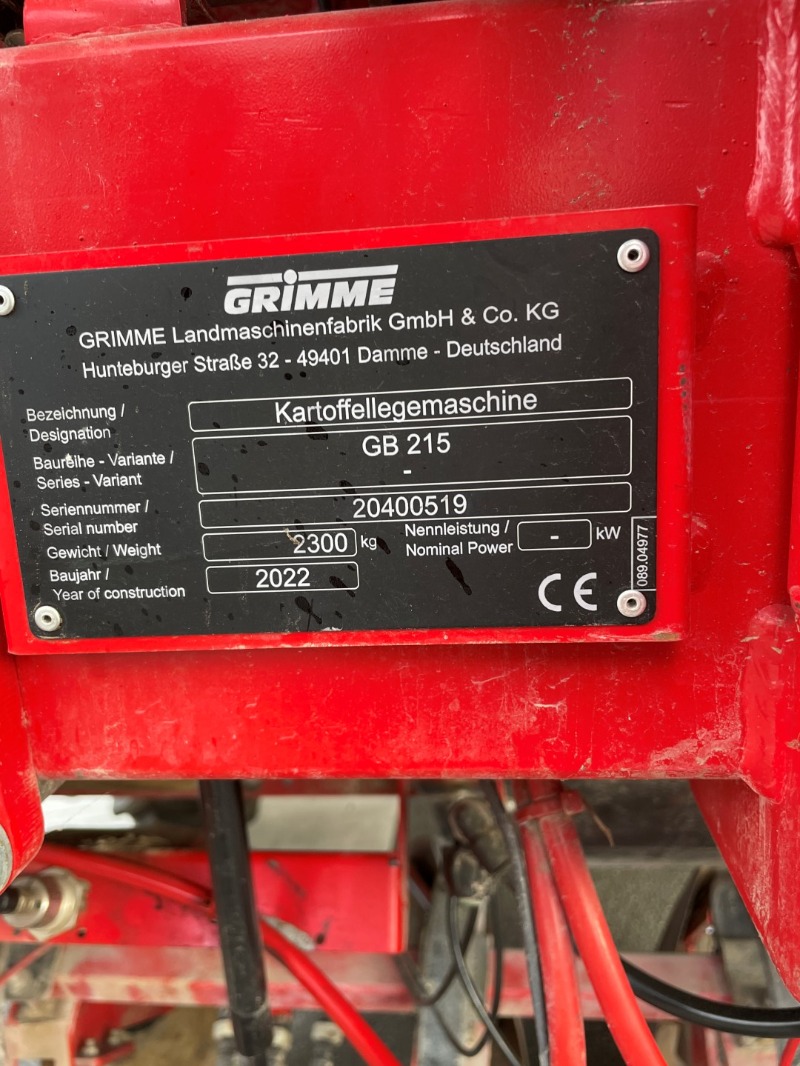 GRIMME
GRIMME Landmaschinenfabrik GmbH & Co. KG
Hunteburger Straße 32 - 49401 Damme - Deutschland
Bezeichnung /
Designation
Kartoffellegemaschine
Baureihe - Variante /
Series - Variant
GB 215
-
Seriennummer /
Serial number
20400519
Gewicht / Weight
2300 kg
Nennleistung /
Nominal Power
- kW
Baujahr /
Year of construction
2022
CE
089.04977